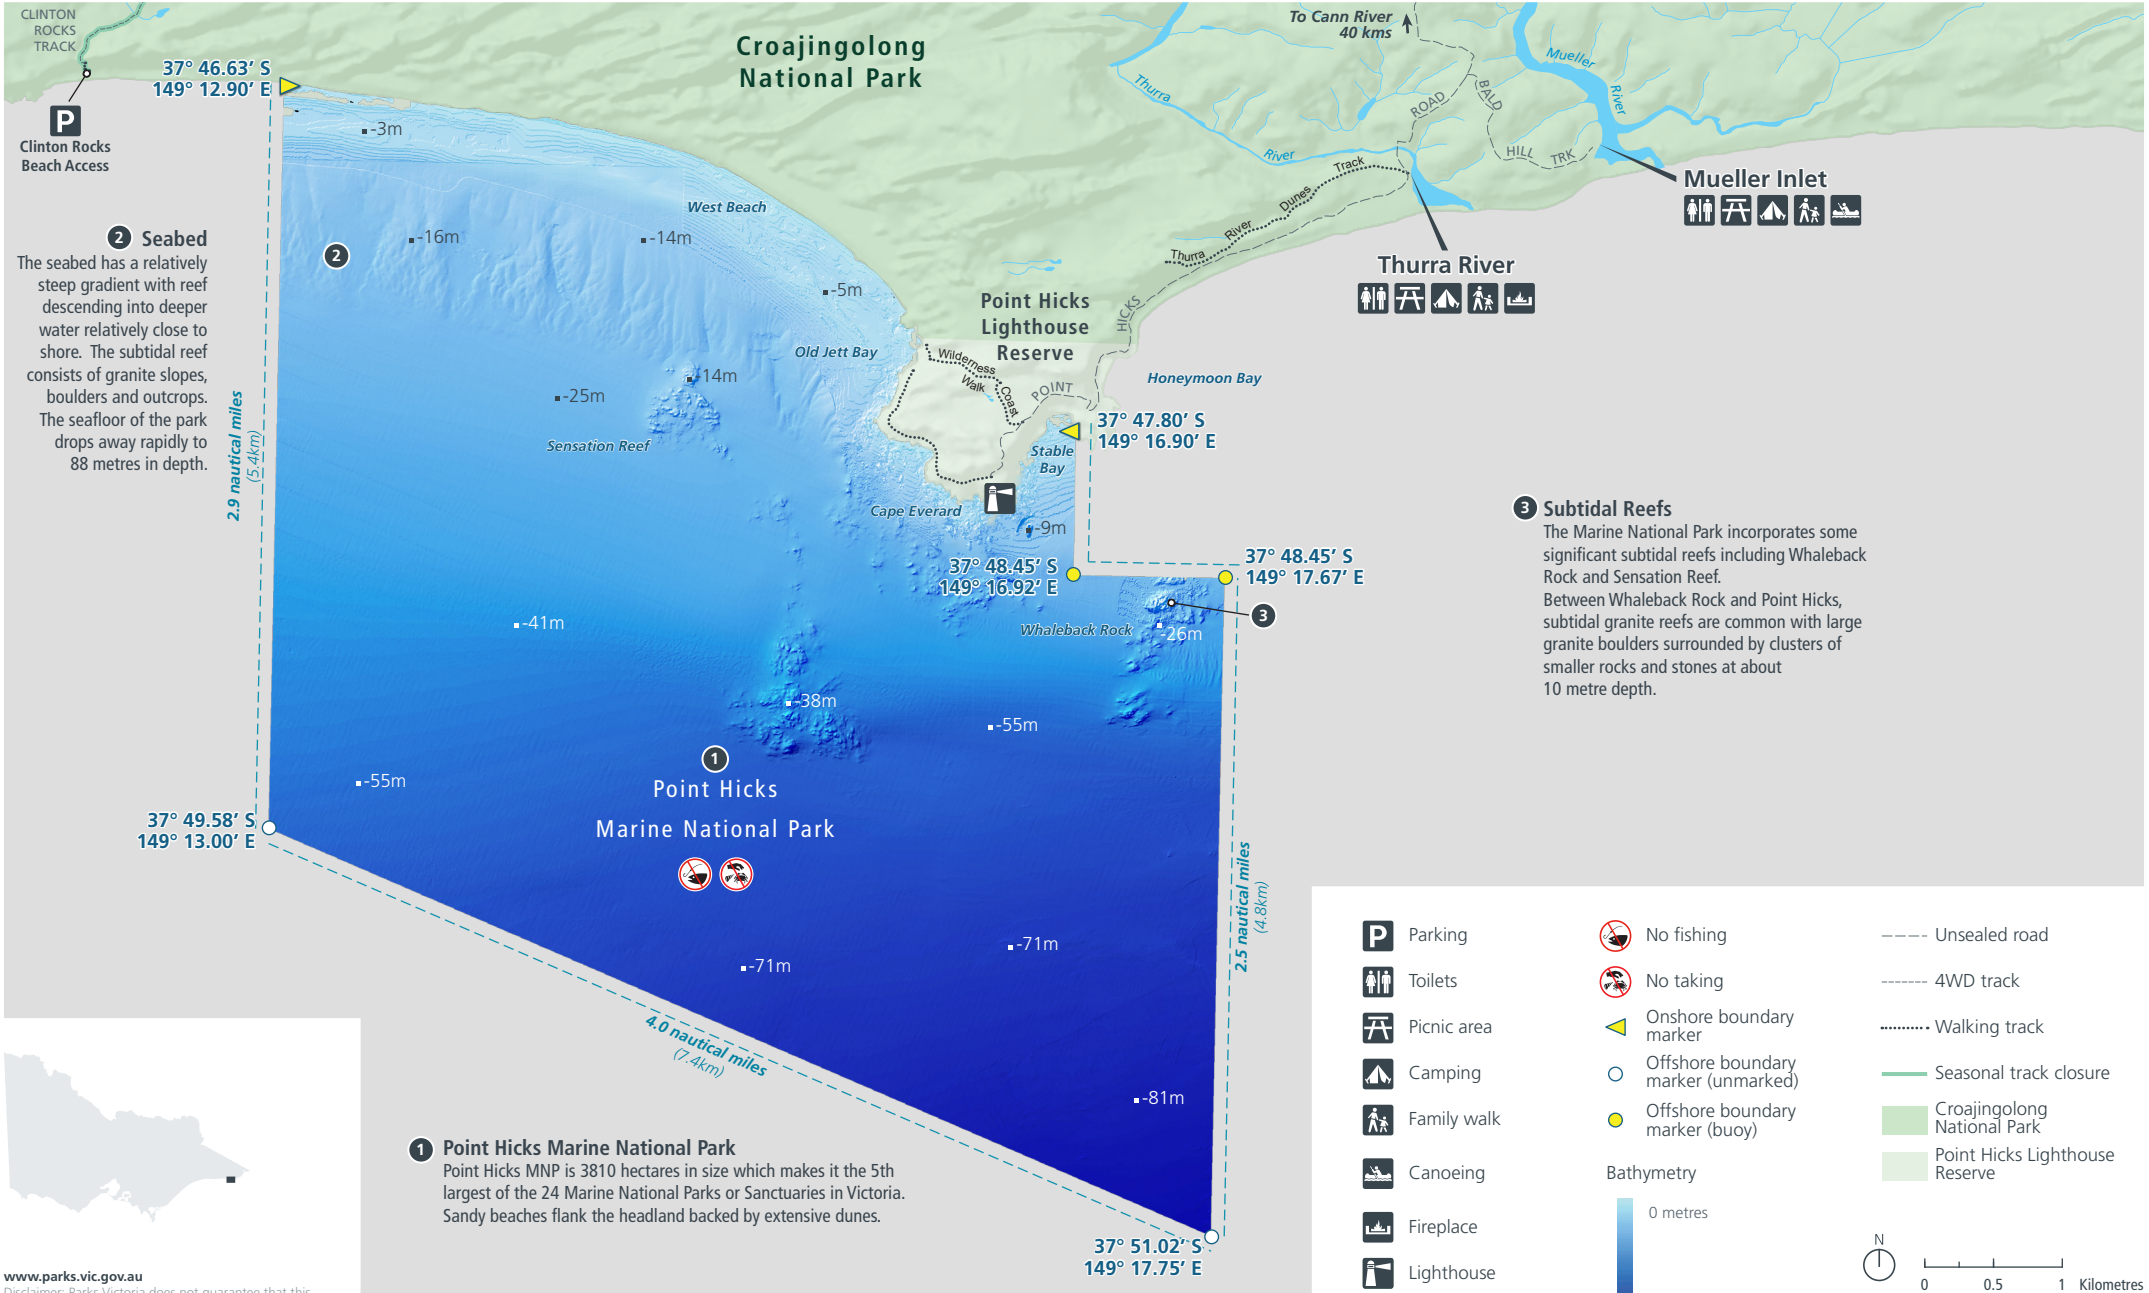 CLINTON
ROCKS
TRACK
37° 46.63’ S
149° 12.90’ E
P
Clinton Rocks
Beach Access
Croajingolong
National Park
To Cann River
40 kms
Thurra
River
Mueller
River
ROAD
BALD
HILL
TRK
Mueller Inlet
Thurra River Dunes Track
Thurra River
-3m
West Beach
-16m
-14m
-5m
2
2 Seabed
The seabed has a relatively
steep gradient with reef
descending into deeper
water relatively close to
shore. The subtidal reef
consists of granite slopes,
boulders and outcrops.
The seafloor of the park
drops away rapidly to
88 metres in depth.
2.9 nautical miles
(5.4km)
Point Hicks
Lighthouse
Reserve
HICKS
POINT
Old Jett Bay
Wilderness
Coast
Walk
Honeymoon Bay
-14m
-25m
Sensation Reef
37° 47.80’ S
149° 16.90’ E
Stable
Bay
Cape Everard
-9m
37° 48.45’ S
149° 16.92’ E
37° 48.45’ S
149° 17.67’ E
3
Whaleback Rock
-26m
-41m
-38m
-55m
-55m
3 Subtidal Reefs
The Marine National Park incorporates some
significant subtidal reefs including Whaleback
Rock and Sensation Reef.
Between Whaleback Rock and Point Hicks,
subtidal granite reefs are common with large
granite boulders surrounded by clusters of
smaller rocks and stones at about
10 metre depth.
1
Point Hicks
Marine National Park
37° 49.58’ S
149° 13.00’ E
-71m
-71m
-81m
2.5 nautical miles
(4.8km)
4.0 nautical miles
(7.4km)
37° 51.02’ S
149° 17.75’ E
1 Point Hicks Marine National Park
Point Hicks MNP is 3810 hectares in size which makes it the 5th
largest of the 24 Marine National Parks or Sanctuaries in Victoria.
Sandy beaches flank the headland backed by extensive dunes.
www.parks.vic.gov.au
Disclaimer: Parks Victoria does not guarantee that this
P Parking
Toilets
Picnic area
Camping
Family walk
Canoeing
Fireplace
Lighthouse
No fishing
No taking
Onshore boundary
marker
Offshore boundary
marker (unmarked)
Offshore boundary
marker (buoy)
Bathymetry
0 metres
Unsealed road
4WD track
Walking track
Seasonal track closure
Croajingolong
National Park
Point Hicks Lighthouse
Reserve
N
0 0.5 1 Kilometres